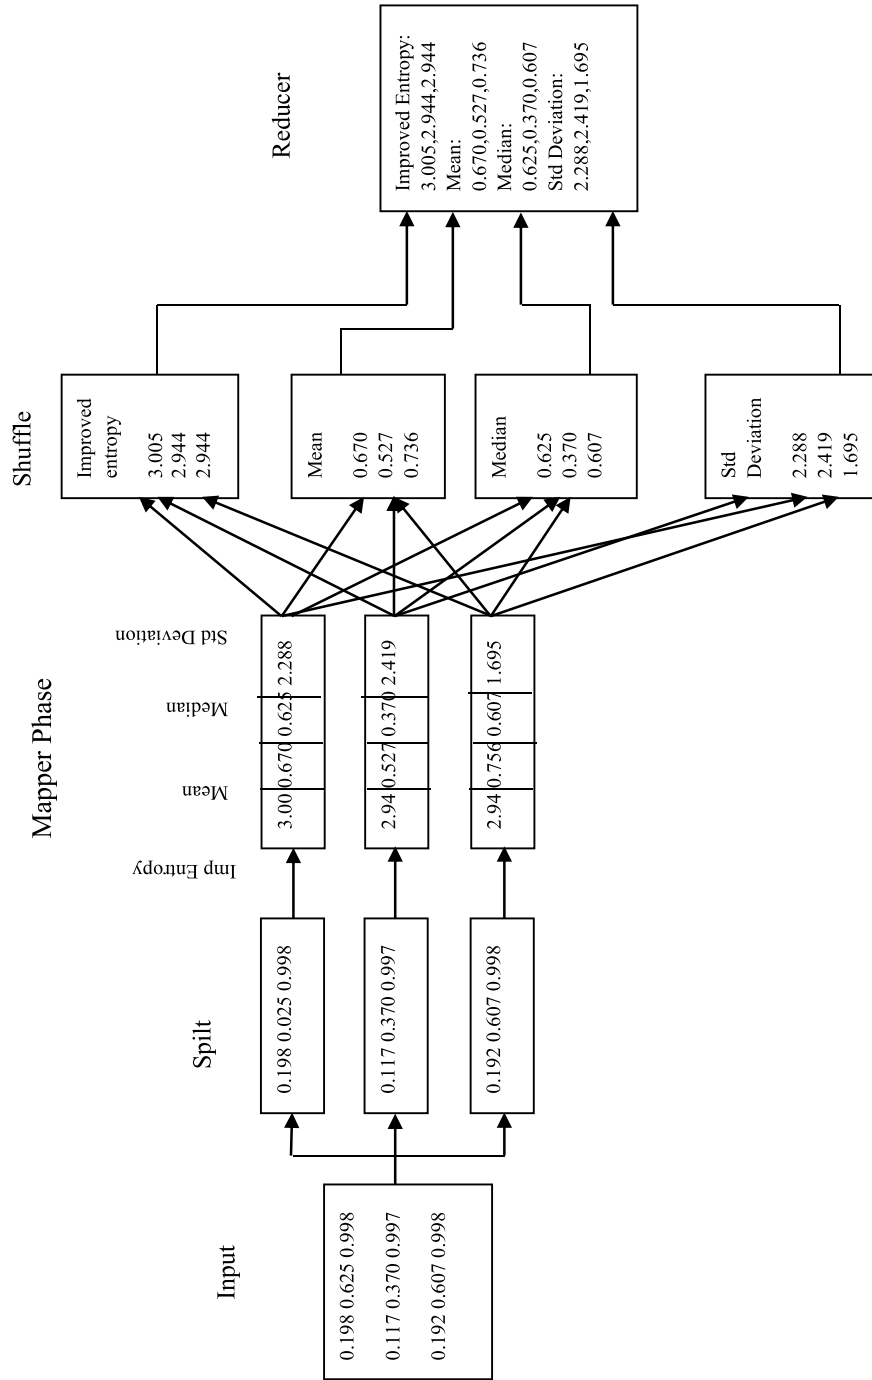 Input
0.198 0.625 0.998
0.117 0.370 0.997
0.192 0.607 0.998
Spilt
0.198 0.025 0.998
0.117 0.370 0.997
0.192 0.607 0.998
Mapper Phase
Imp Entropy
Mean
Median
Std Deviation
3.00 0.670 0.625 2.288
2.94 0.527 0.370 2.419
2.94 0.756 0.607 1.695
Shuffle
Improved
entropy
3.005
2.944
2.944
Mean
0.670
0.527
0.736
Median
0.625
0.370
0.607
Std
Deviation
2.288
2.419
1.695
Reducer
Improved Entropy:
3.005,2.944,2.944
Mean:
0.670,0.527,0.736
Median:
0.625,0.370,0.607
Std Deviation:
2.288,2.419,1.695